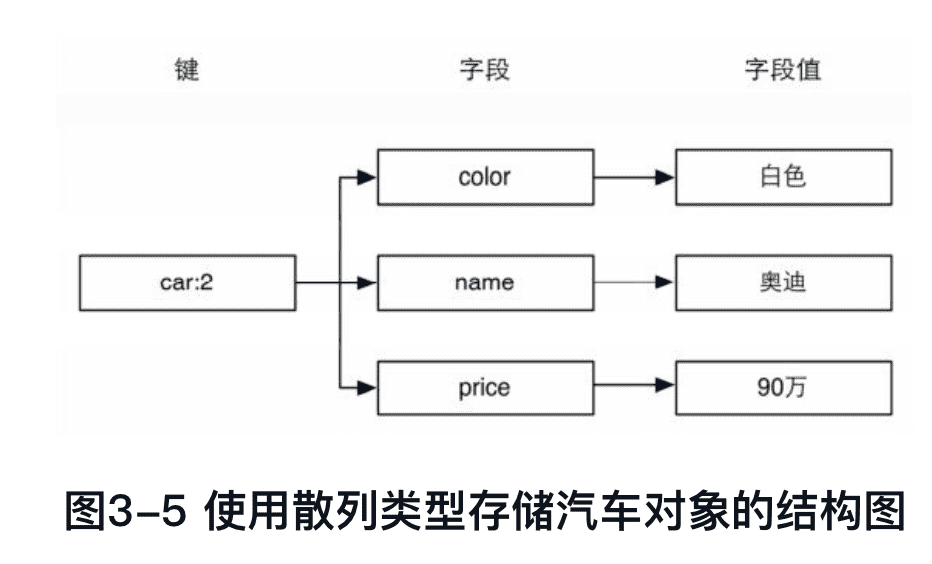 键 字段 字段值
color 白色
car:2 name 奥迪
price 90万
图3-5 使用散列类型存储汽车对象的结构图